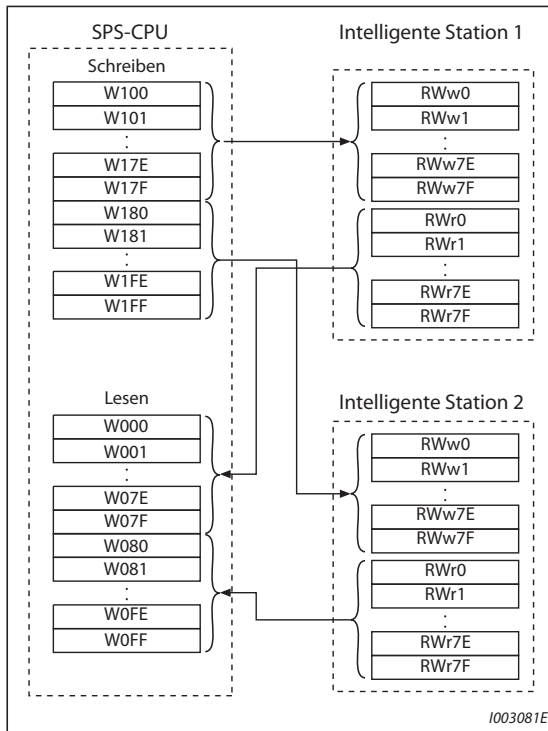 SPS-CPU
Schreiben
W100
W101
:
W17E
W17F
W180
W181
:
W1FE
W1FF
Lesen
W000
W001
:
W07E
W07F
W080
W081
:
W0FE
W0FF
Intelligente Station 1
RWw0
RWw1
:
RWw7E
RWw7F
RWr0
RWr1
:
RWr7E
RWr7F
Intelligente Station 2
RWw0
RWw1
:
RWw7E
RWw7F
RWr0
RWr1
:
RWr7E
RWr7F
I003081E